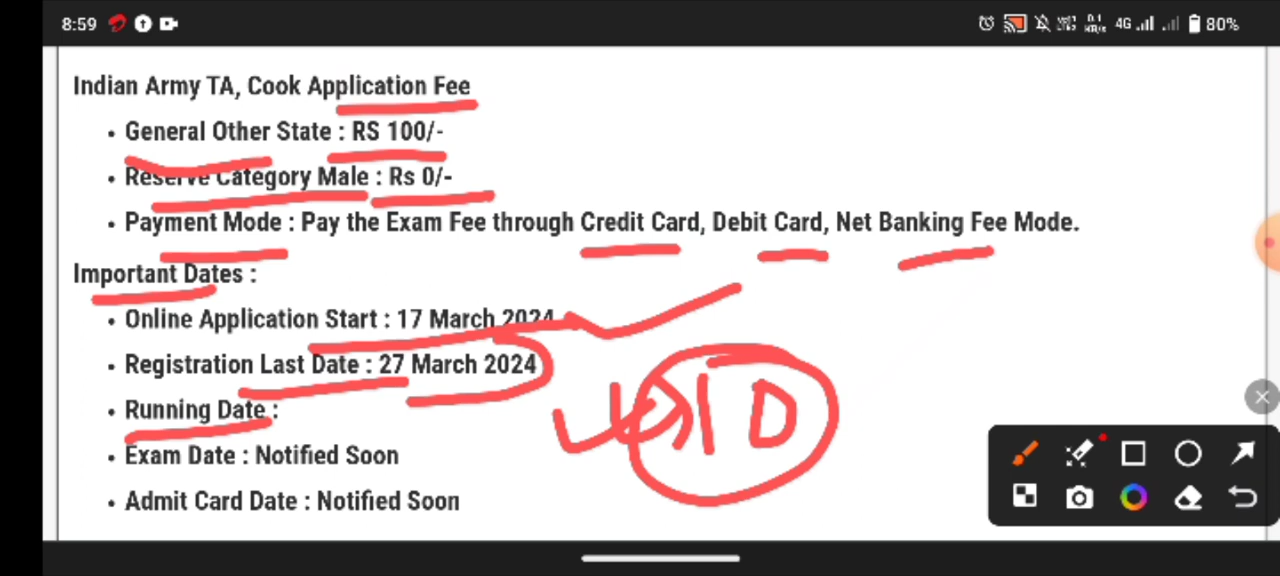 8:59 4G 80%
Indian Army TA, Cook Application Fee
• General Other State : RS 100/-
• Reserve Category Male : Rs 0/-
• Payment Mode : Pay the Exam Fee through Credit Card, Debit Card, Net Banking Fee Mode.
Important Dates :
• Online Application Start : 17 March 2024
• Registration Last Date : 27 March 2024
• Running Date :
• Exam Date : Notified Soon
• Admit Card Date : Notified Soon